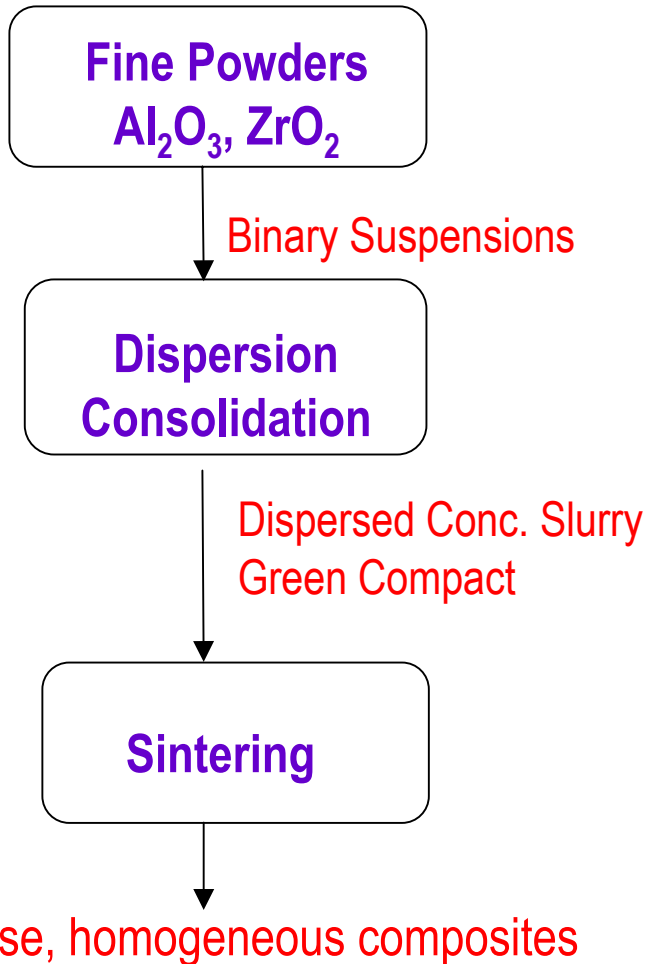 Fine Powders
Al₂O₃, ZrO₂
Binary Suspensions
Dispersion
Consolidation
Dispersed Conc. Slurry
Green Compact
Sintering
se, homogeneous composites